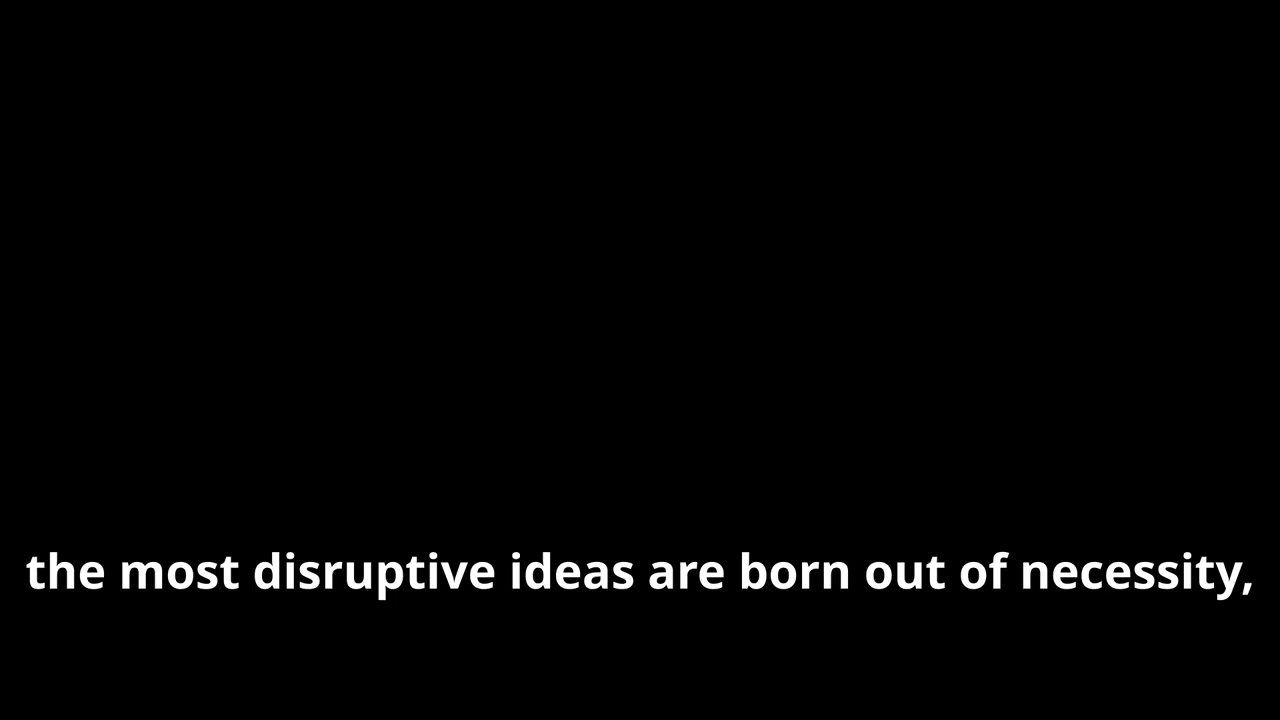 the most disruptive ideas are born out of necessity,